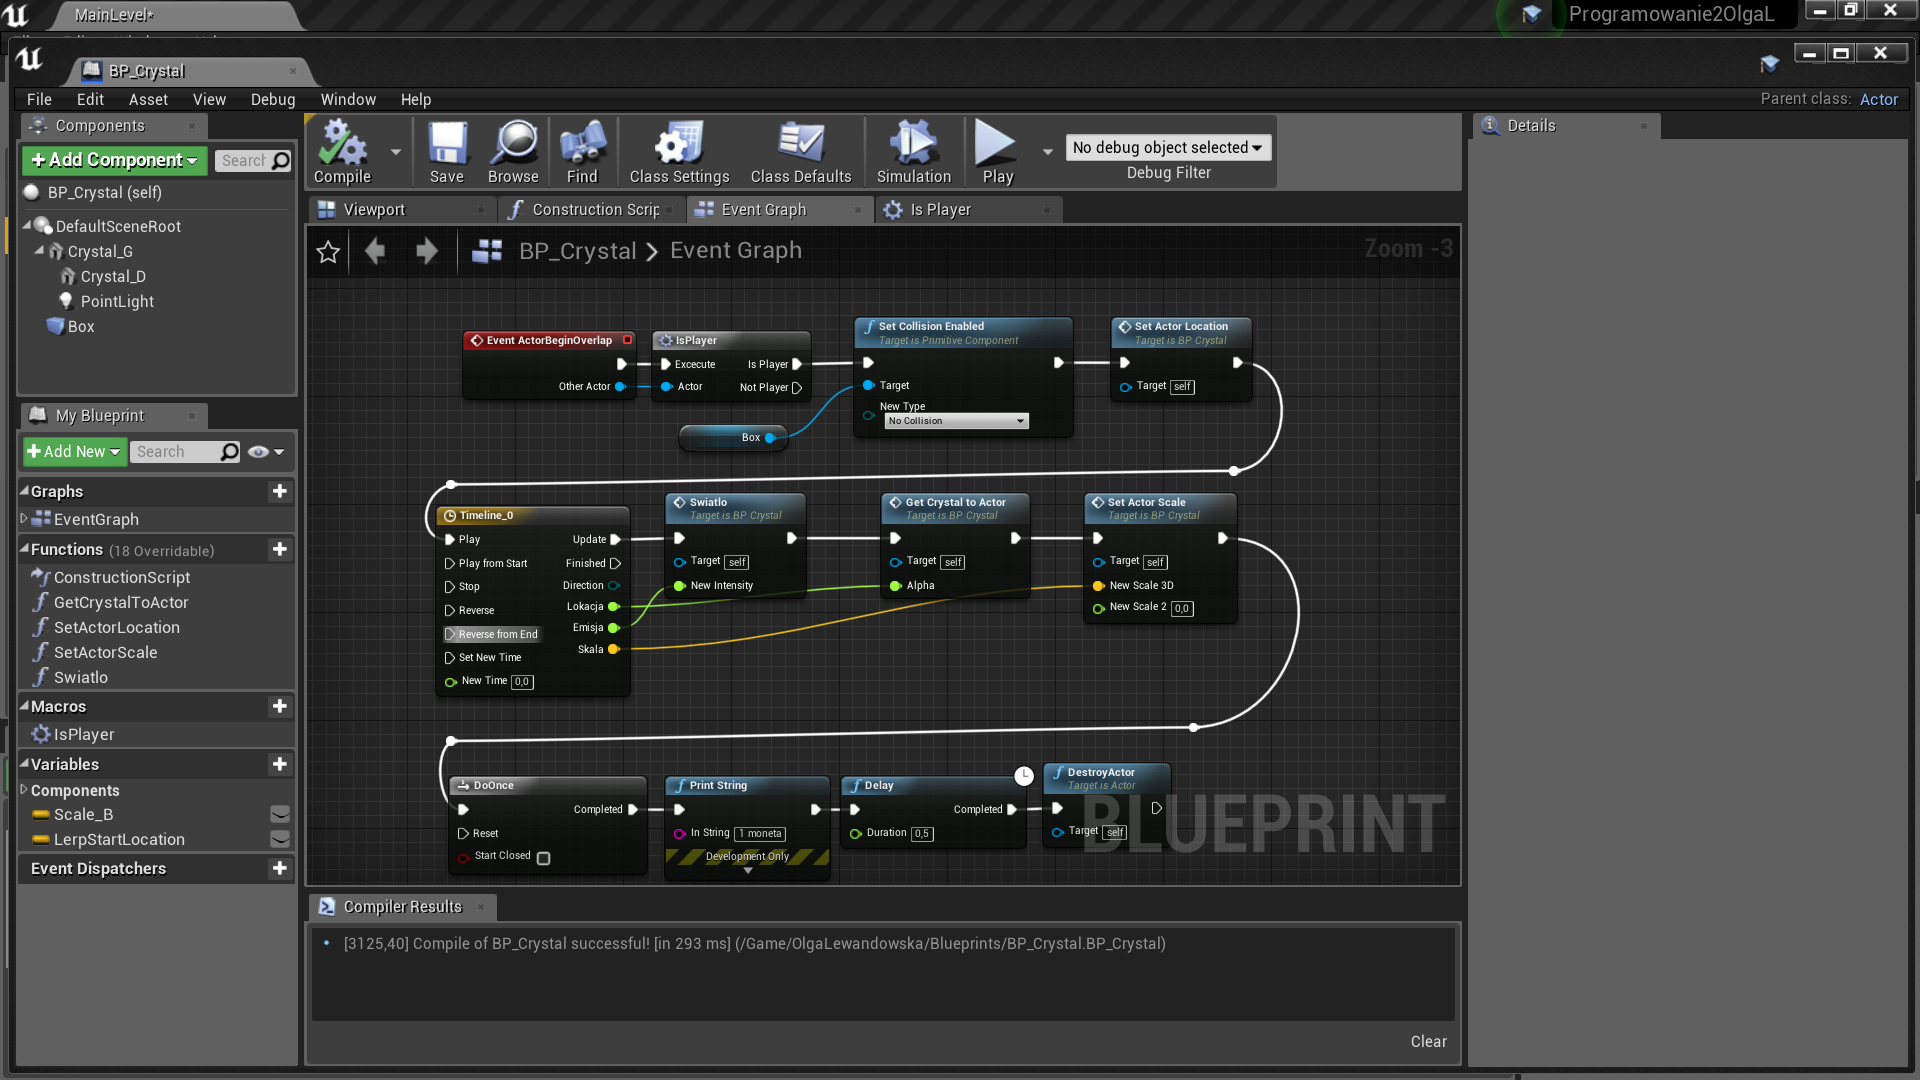 MainLevel*
Programowanie2OlgaL
BP_Crystal
File Edit Asset View Debug Window Help
Parent class: Actor
Components
Add Component
Search
BP_Crystal (self)
DefaultSceneRoot
Crystal_G
Crystal_D
PointLight
Box
My Blueprint
Add New
Search
Graphs
EventGraph
Functions (18 Overridable)
ConstructionScript
GetCrystalToActor
SetActorLocation
SetActorScale
Swiatlo
Macros
IsPlayer
Variables
Components
Scale_B
LerpStartLocation
Event Dispatchers
Compile
Save
Browse
Find
Class Settings
Class Defaults
Simulation
Play
No debug object selected
Debug Filter
Viewport
Construction Scrip
Event Graph
Is Player
BP_Crystal > Event Graph
Zoom -3
Event ActorBeginOverlap
Other Actor
IsPlayer
Excecute
Is Player
Actor
Not Player
Box
Set Collision Enabled
Target is Primitive Component
Target
New Type
No Collision
Set Actor Location
Target is BP Crystal
Target self
Timeline_0
Play
Update
Play from Start
Finished
Stop
Direction
Reverse
Lokacja
Reverse from End
Emisja
Set New Time
Skala
New Time 0,0
Swiatlo
Target is BP Crystal
Target self
New Intensity
Get Crystal to Actor
Target is BP Crystal
Target self
Alpha
Set Actor Scale
Target is BP Crystal
Target self
New Scale 3D
New Scale 2 0,0
DoOnce
Completed
Reset
Start Closed
Print String
In String 1 moneta
Development Only
Delay
Completed
Duration 0,5
DestroyActor
Target is Actor
Target self
BLUEPRINT
Compiler Results
[3125,40] Compile of BP_Crystal successful! [in 293 ms] (/Game/OlgaLewandowska/Blueprints/BP_Crystal.BP_Crystal)
Clear
Details